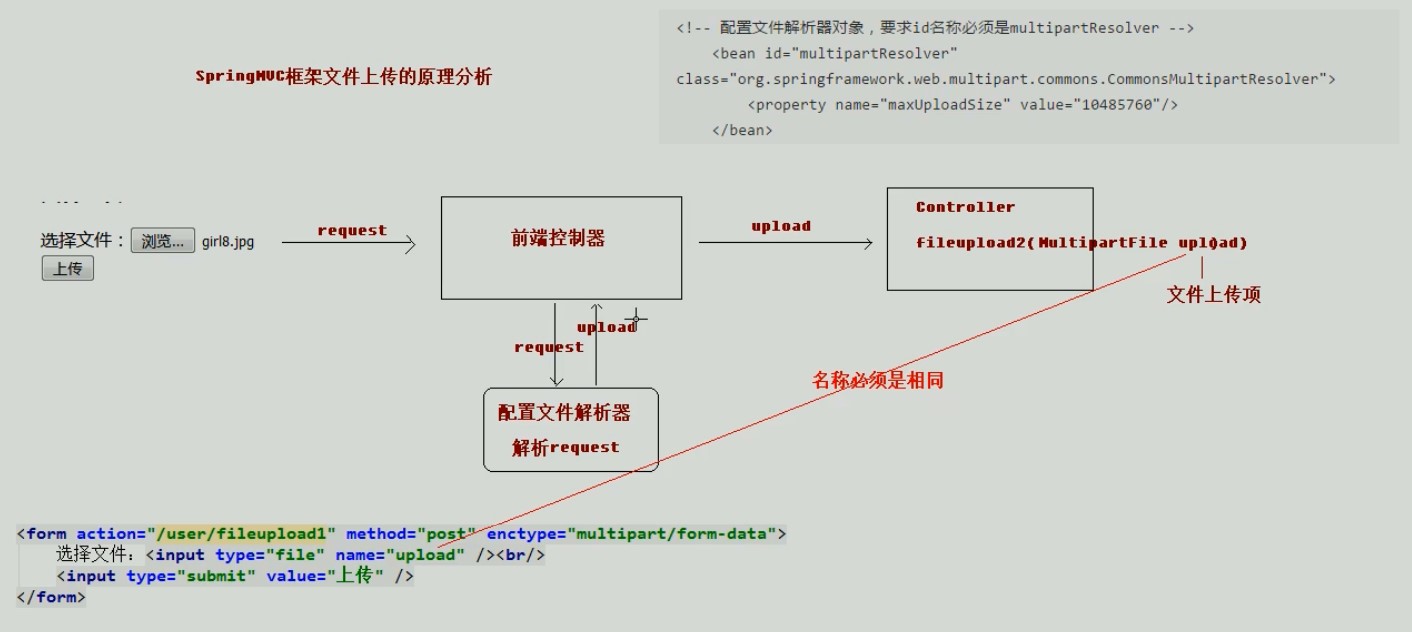 <!-- 配置文件解析器对象，要求id名称必须是multipartResolver -->
<bean id="multipartResolver"
class="org.springframework.web.multipart.commons.CommonsMultipartResolver">
<property name="maxUploadSize" value="10485760"/>
</bean>
SpringMVC框架文件上传的原理分析
选择文件：浏览... girl8.jpg
上传
request
前端控制器
upload
Controller
fileupload2(MultipartFile upload)
文件上传项
upload
request
名称必须是相同
配置文件解析器
解析request
<form action="/user/fileupload1" method="post" enctype="multipart/form-data">
选择文件：<input type="file" name="upload" /><br/>
<input type="submit" value="上传" />
</form>